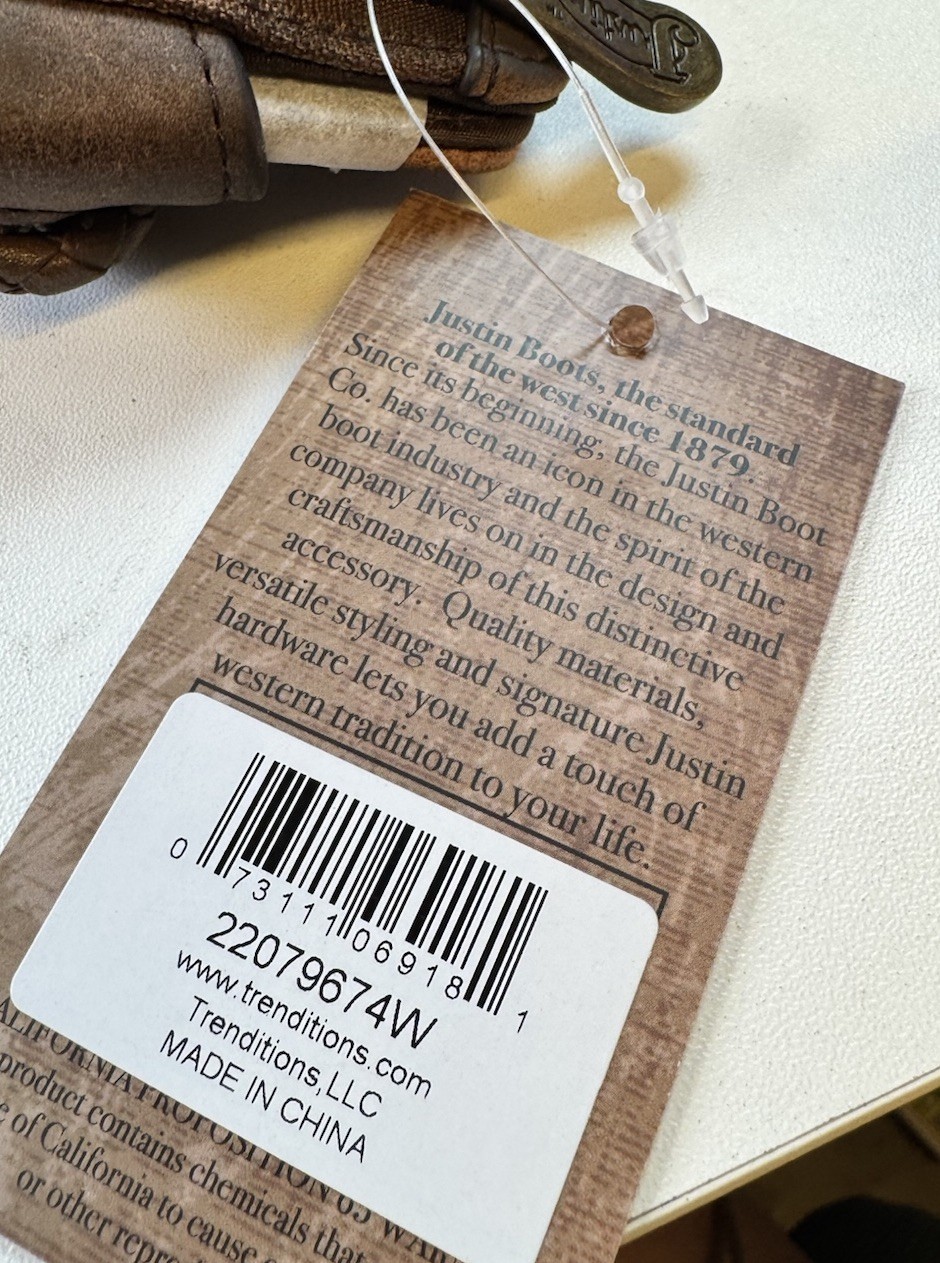 Justin
Justin Boots, the standard
of the west since 1879.
Since its beginning, the Justin Boot
Co. has been an icon in the western
boot industry and the spirit of the
company lives on in the design and
craftsmanship of this distinctive
accessory. Quality materials,
versatile styling and signature Justin
hardware lets you add a touch of
western tradition to your life.
0 73111 06918 1
22079674W
www.trenditions.com
Trenditions,LLC
MADE IN CHINA
CALIFORNIA PROPOSITION 65
product contains chemicals that
of California to cause
or other